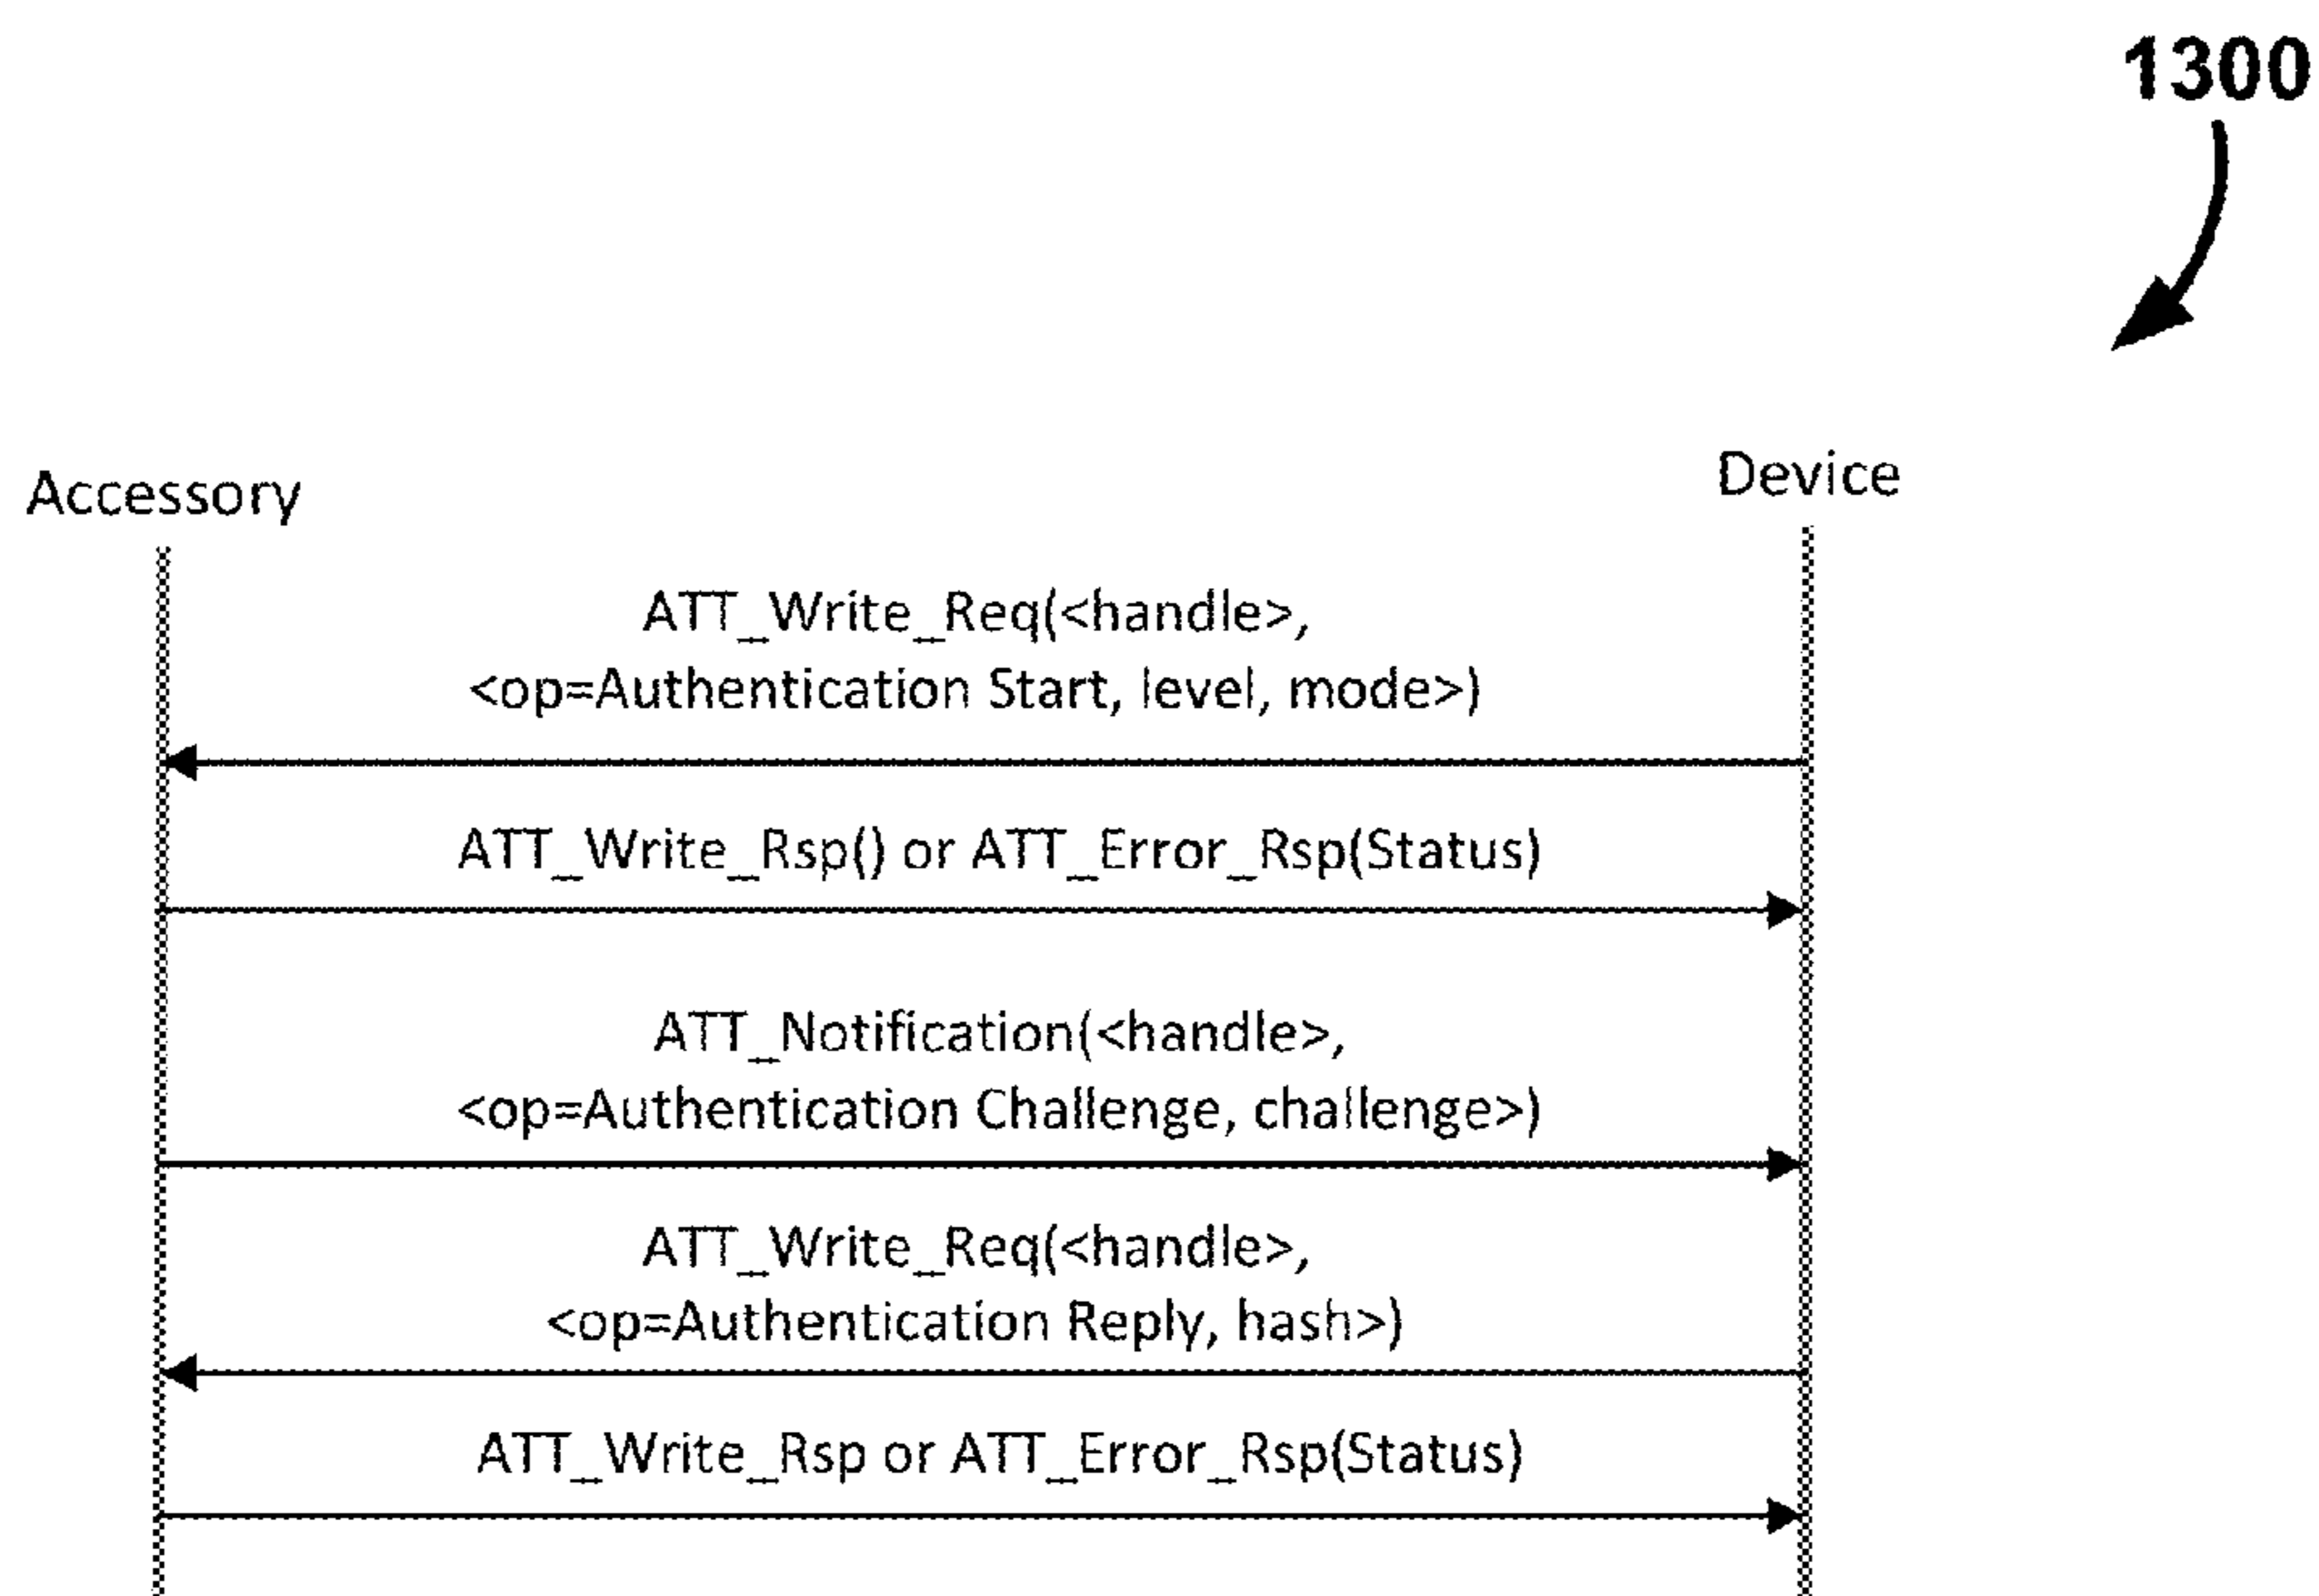 1300
Accessory
Device
ATT_Write_Req(<handle>,
<op=Authentication Start, level, mode>)
ATT_Write_Rsp() or ATT_Error_Rsp(Status)
ATT_Notification(<handle>,
<op=Authentication Challenge, challenge>)
ATT_Write_Req(<handle>,
<op=Authentication Reply, hash>)
ATT_Write_Rsp or ATT_Error_Rsp(Status)